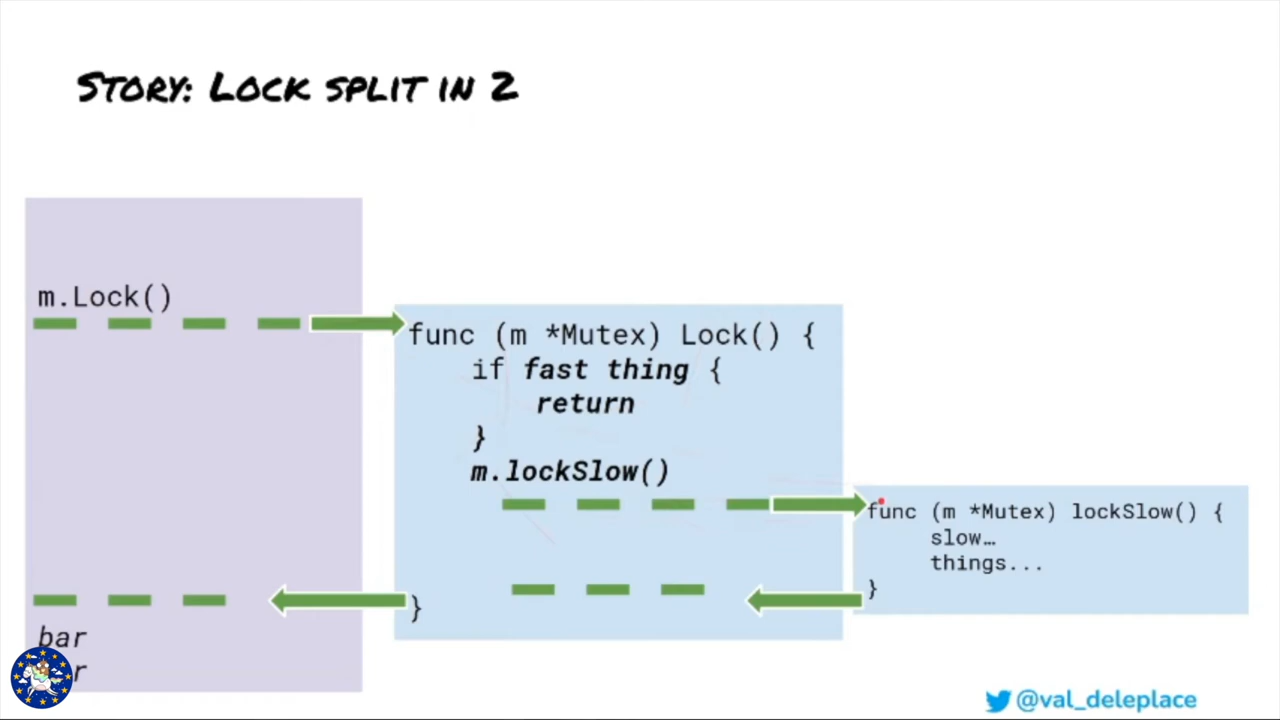 Story: Lock split in 2
m.Lock()
func (m *Mutex) Lock() {
if fast thing {
return
}
m.lockSlow()
func (m *Mutex) lockSlow() {
slow…
things...
}
}
bar
@val_deleplace